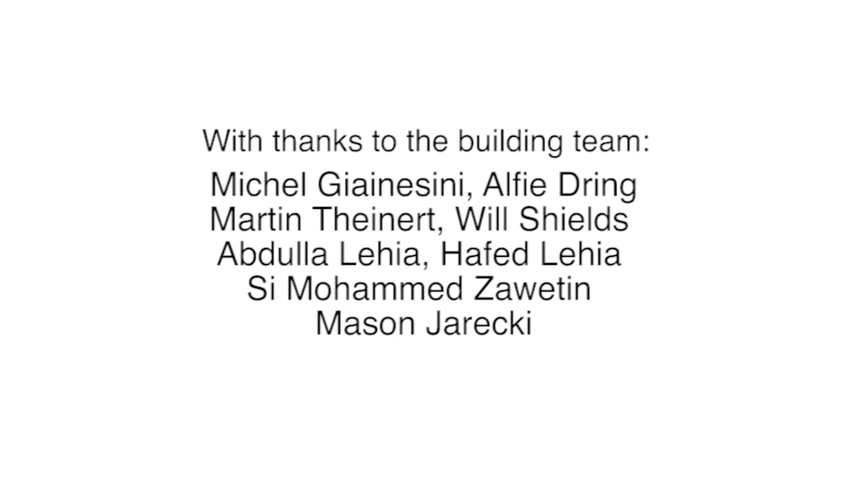 With thanks to the building team:
Michel Giainesini, Alfie Dring
Martin Theinert, Will Shields
Abdulla Lehia, Hafed Lehia
Si Mohammed Zawetin
Mason Jarecki